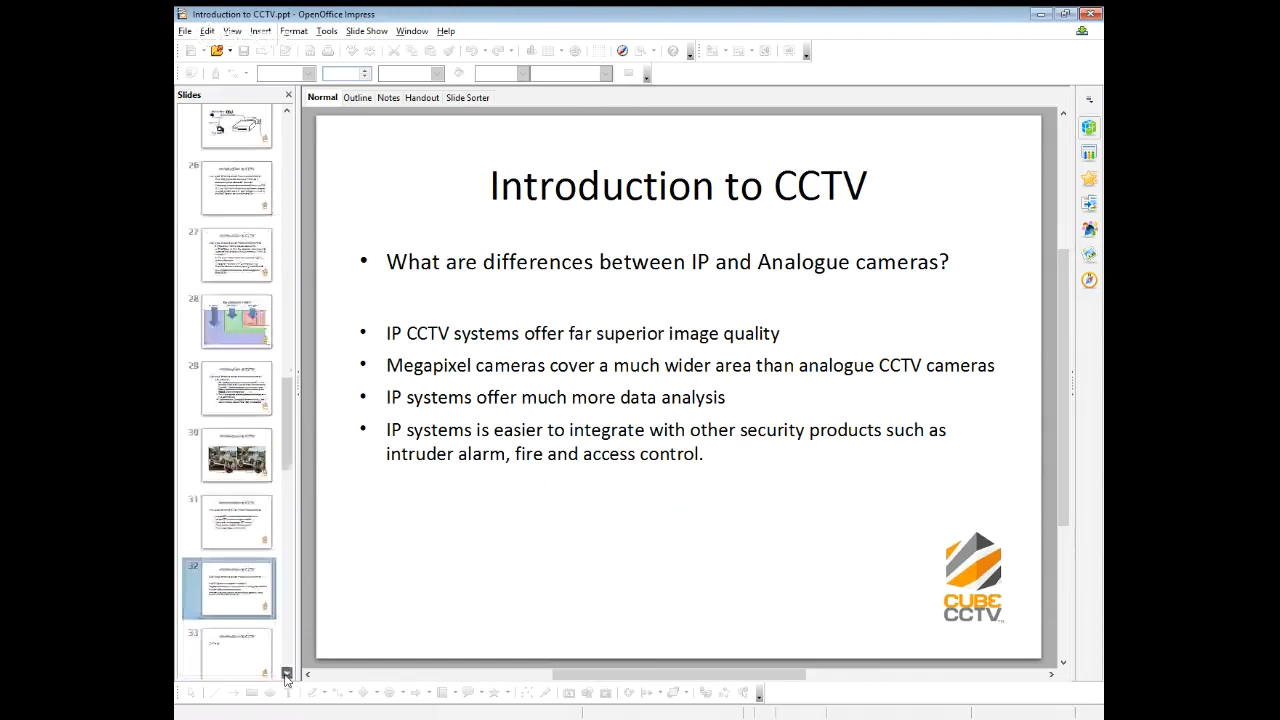 Introduction to CCTV.ppt - OpenOffice Impress
File Edit View Insert Format Tools Slide Show Window Help
Slides
Normal Outline Notes Handout Slide Sorter
26
27
28
29
30
31
32
33
Introduction to CCTV
• What are differences between IP and Analogue cameras?
• IP CCTV systems offer far superior image quality
• Megapixel cameras cover a much wider area than analogue CCTV cameras
• IP systems offer much more data analysis
• IP systems is easier to integrate with other security products such as
intruder alarm, fire and access control.
CUBE
CCTV